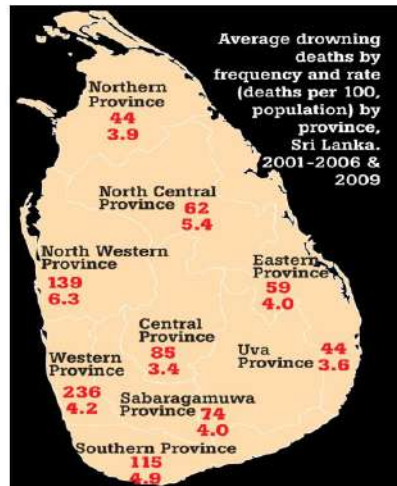 Average drowning
deaths by
frequency and rate
(deaths per 100,
population) by
province,
Sri Lanka.
2001-2006 &
2009
Northern
Province
44
3.9
North Central
Province 62
5.4
North Western
Province
139
6.3
Eastern
Province
59
4.0
Central
Province
85
3.4
Uva 44
Province 3.6
Western
Province
236
4.2
Sabaragamuwa
Province 74
4.0
Southern Province
115
4.9